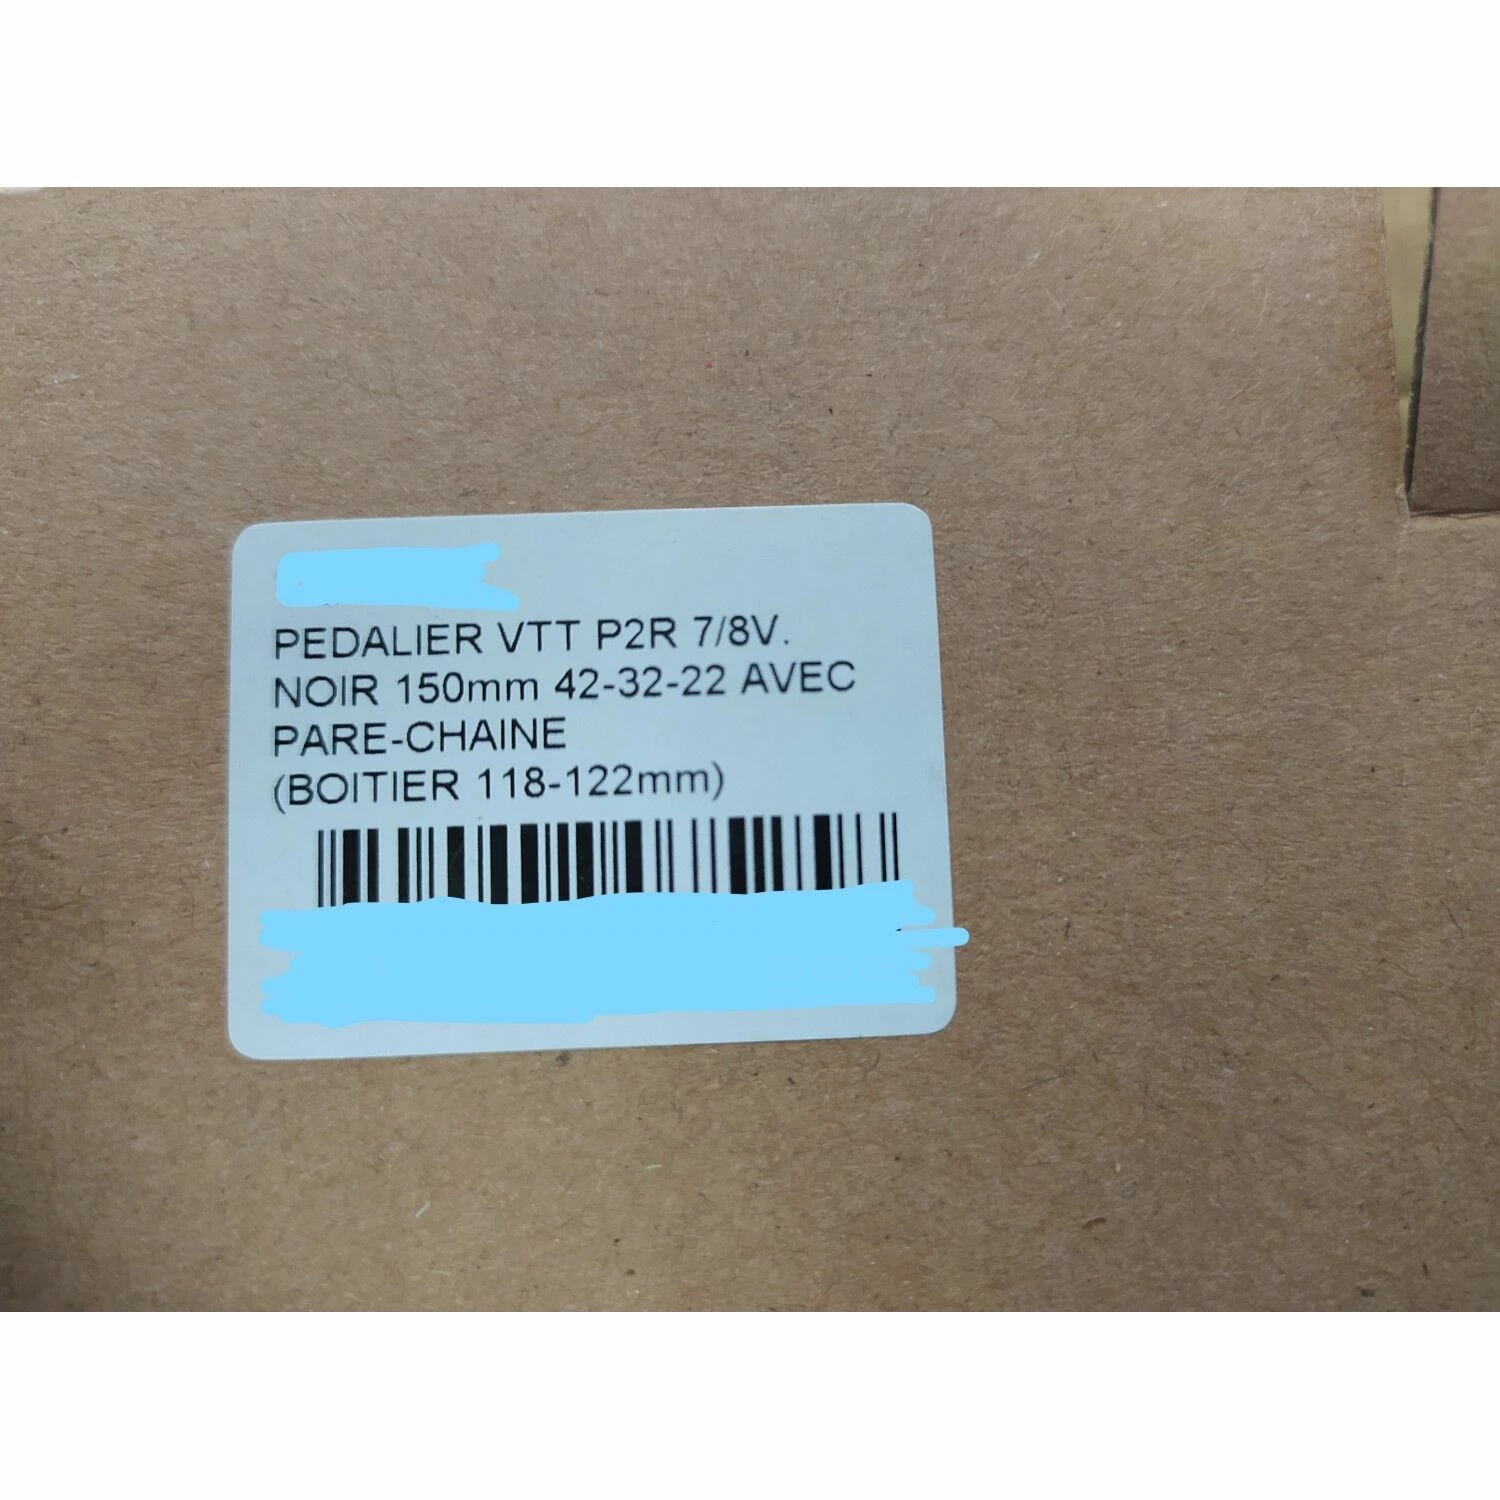 PEDALIER VTT P2R 7/8V.
NOIR 150mm 42-32-22 AVEC
PARE-CHAINE
(BOITIER 118-122mm)